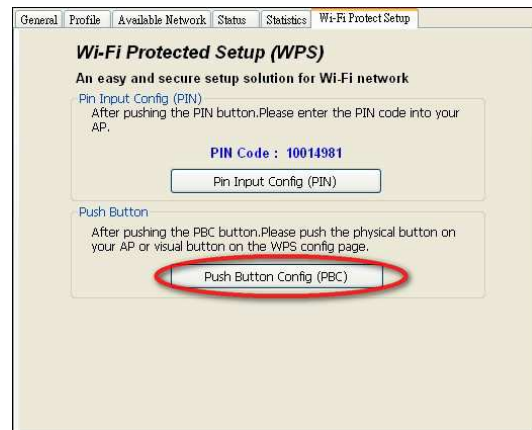 General Profile Available Network Status Statistics Wi-Fi Protect Setup
Wi-Fi Protected Setup (WPS)
An easy and secure setup solution for Wi-Fi network
Pin Input Config (PIN)
After pushing the PIN button.Please enter the PIN code into your
AP.
PIN Code : 10014981
Pin Input Config (PIN)
Push Button
After pushing the PBC button.Please push the physical button on
your AP or visual button on the WPS config page.
Push Button Config (PBC)